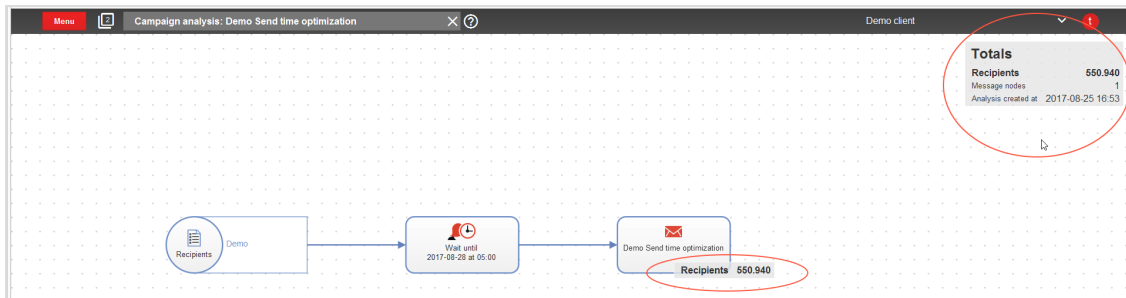 Menu 2 Campaign analysis: Demo Send time optimization ? Demo client t
Totals
Recipients 550.940
Message nodes 1
Analysis created at 2017-08-25 16:53
Recipients
Demo
Wait until
2017-08-28 at 05:00
Demo Send time optimization
Recipients 550.940